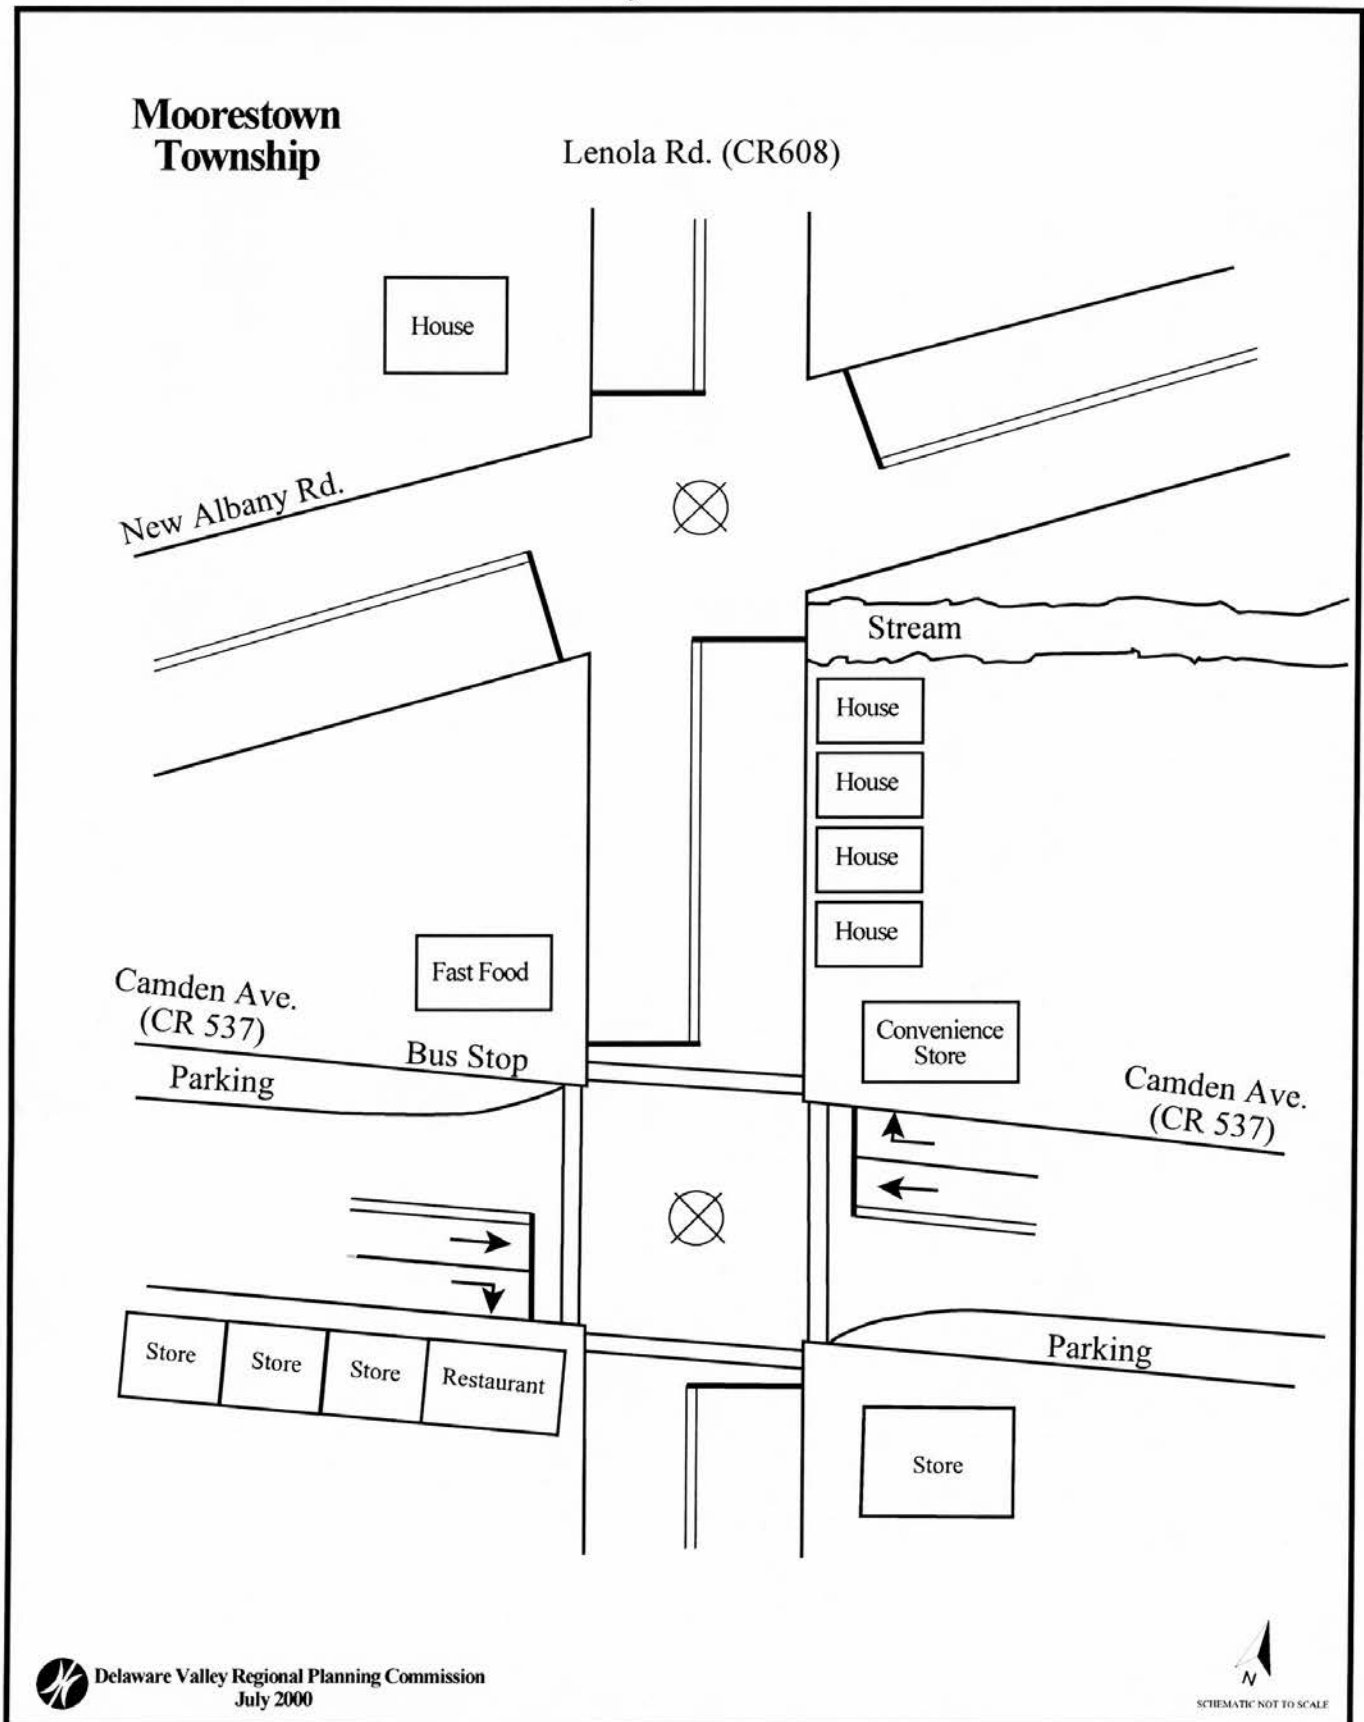 Moorestown
Township
Lenola Rd. (CR608)
House
New Albany Rd.
Stream
House
House
House
House
Fast Food
Camden Ave.
(CR 537)
Bus Stop
Parking
Convenience
Store
Camden Ave.
(CR 537)
Store
Store
Store
Restaurant
Parking
Store
Delaware Valley Regional Planning Commission
July 2000
N
SCHEMATIC NOT TO SCALE